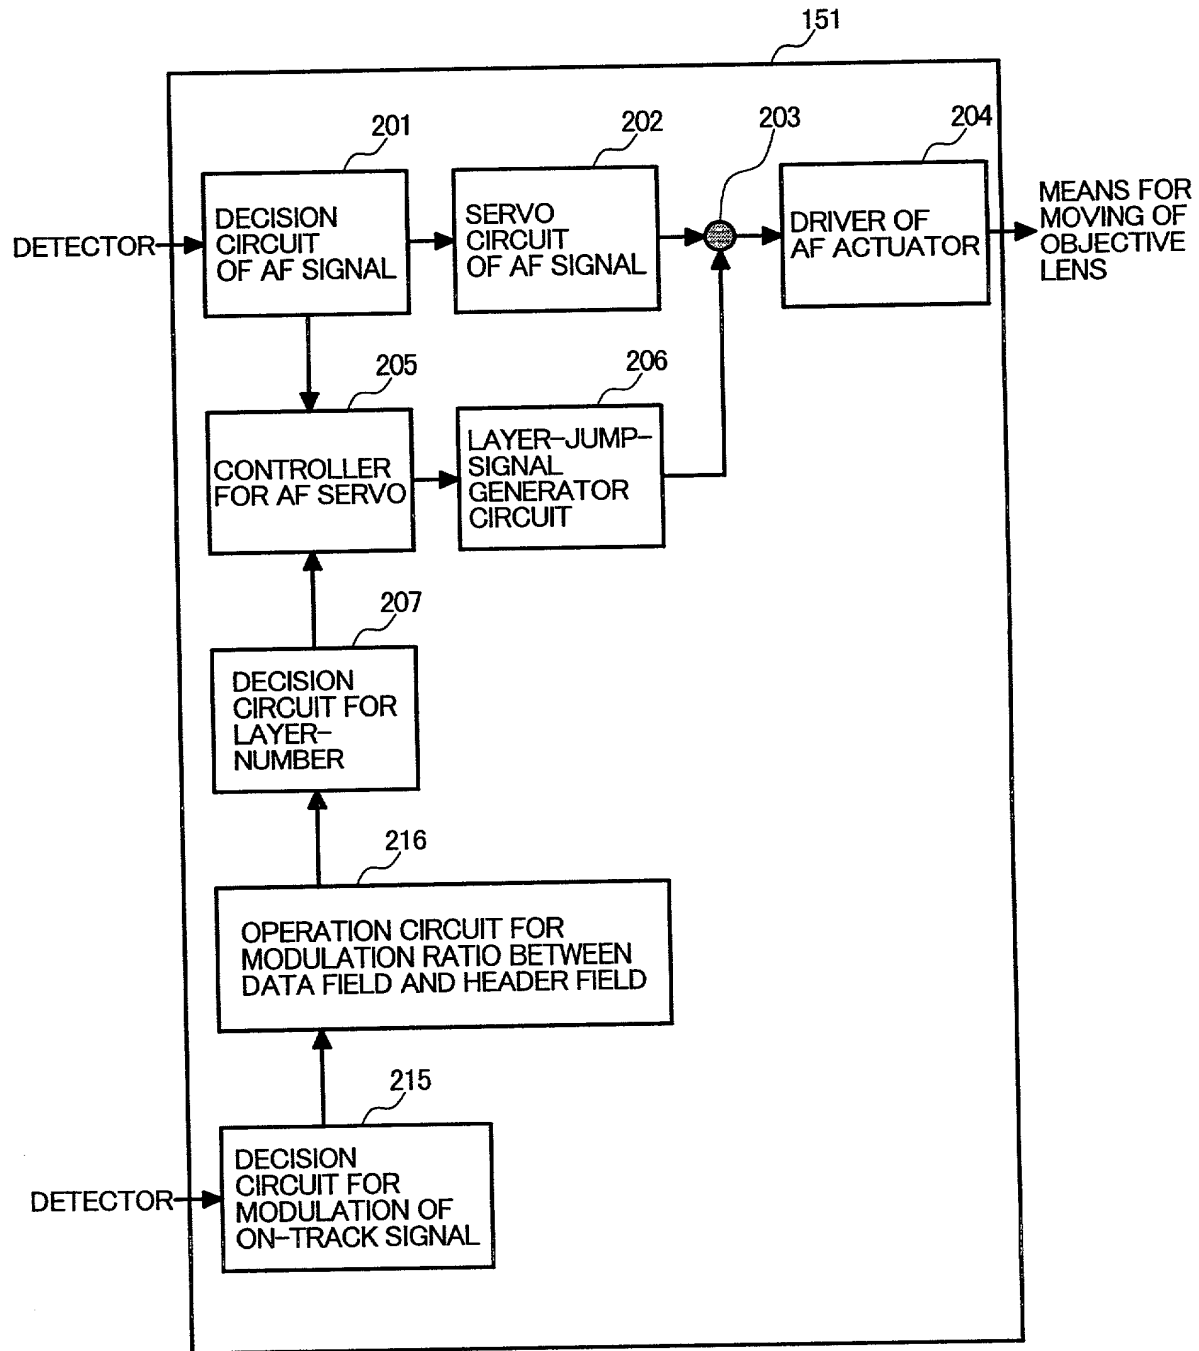 151
201
202
203
204
DETECTOR
DECISION
CIRCUIT
OF AF SIGNAL
SERVO
CIRCUIT
OF AF SIGNAL
DRIVER OF
AF ACTUATOR
MEANS FOR
MOVING OF
OBJECTIVE
LENS
205
206
CONTROLLER
FOR AF SERVO
LAYER-JUMP-
SIGNAL
GENERATOR
CIRCUIT
207
DECISION
CIRCUIT FOR
LAYER-
NUMBER
216
OPERATION CIRCUIT FOR
MODULATION RATIO BETWEEN
DATA FIELD AND HEADER FIELD
215
DETECTOR
DECISION
CIRCUIT FOR
MODULATION OF
ON-TRACK SIGNAL